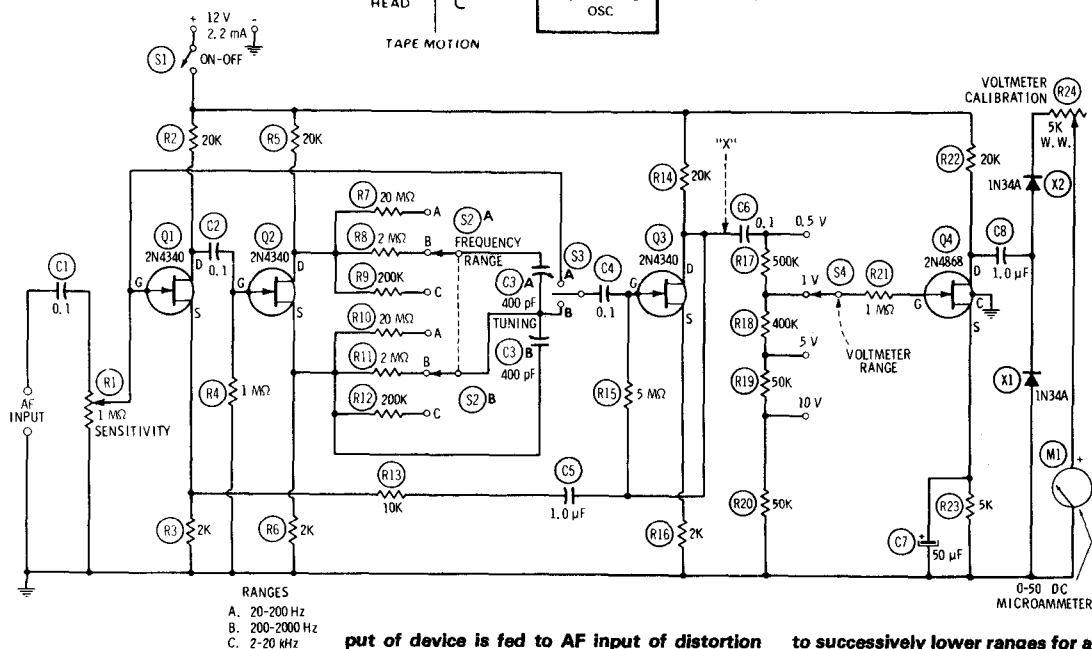 HEAD
C
OSC
TAPE MOTION
+ 12 V -
2.2 mA
S1 ON-OFF
VOLTMETER R24
CALIBRATION
5K
W. W.
R2 20K
R5 20K
R14 20K
"X"
R22 20K
1N34A X2
R7 20 MΩ A
R8 2 MΩ B
S2 A
FREQUENCY
RANGE
R9 200K C
R10 20 MΩ A
R11 2 MΩ B
S2 B
R12 200K C
Q1
2N4340
G D S
C2
0.1
Q2
2N4340
G D S
C3 A
400 pF
TUNING
C3 B
400 pF
S3
A
B
C4
0.1
Q3
2N4340
G D S
C6
0.1
0.5 V
R17 500K
1 V
S4
R21
1 MΩ
R18 400K
VOLTMETER
RANGE
5 V
R19 50K
10 V
R20 50K
Q4
2N4868
G D C S
C8
1.0 μF
X1
1N34A
C1
0.1
AF
INPUT
R1
1 MΩ
SENSITIVITY
R4 1 MΩ
R15 5 MΩ
R13
10K
C5
1.0 μF
R3 2K
R6 2K
R16 2K
C7 +
50 μF
R23 5K
M1 +
0-50 DC
MICROAMMETER
RANGES
A. 20-200 Hz
B. 200-2000 Hz
C. 2-20 kHz
put of device is fed to AF input of distortion
to successively lower ranges for a